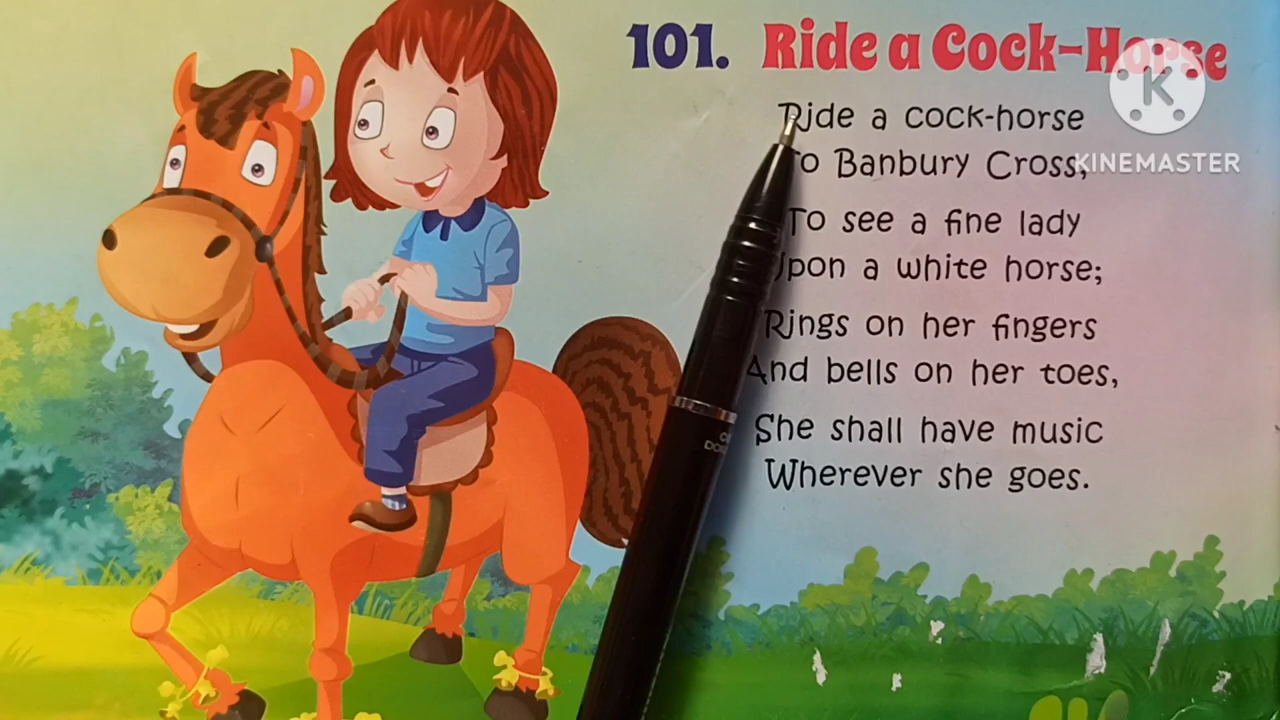 101. Ride a Cock-Horse
Ride a cock-horse
To Banbury Cross,
To see a fine lady
Upon a white horse;
Rings on her fingers
And bells on her toes,
She shall have music
Wherever she goes.
K
KINEMASTER